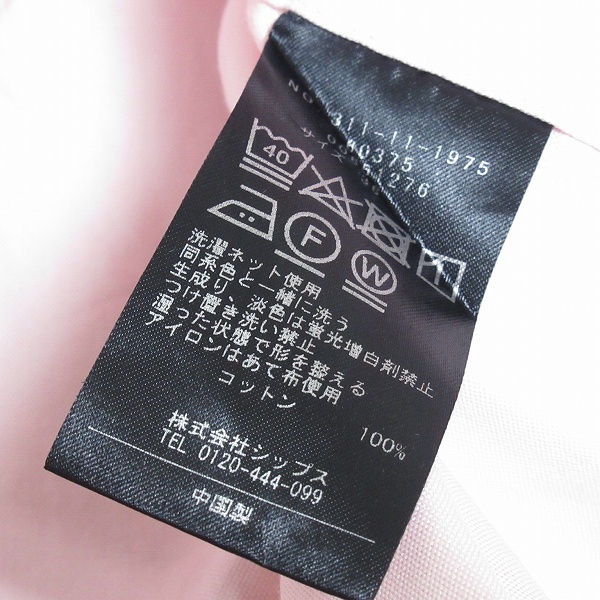 NO. 311-11-1975
40
F
W
洗濯ネット使用
同系色と一緒に洗う
生成り、淡色は蛍光増白剤禁止
つけ置き洗い禁止
湿った状態で形を整える
アイロンはあて布使用
コットン 100%
株式会社シップス
TEL 0120-444-099
中国製